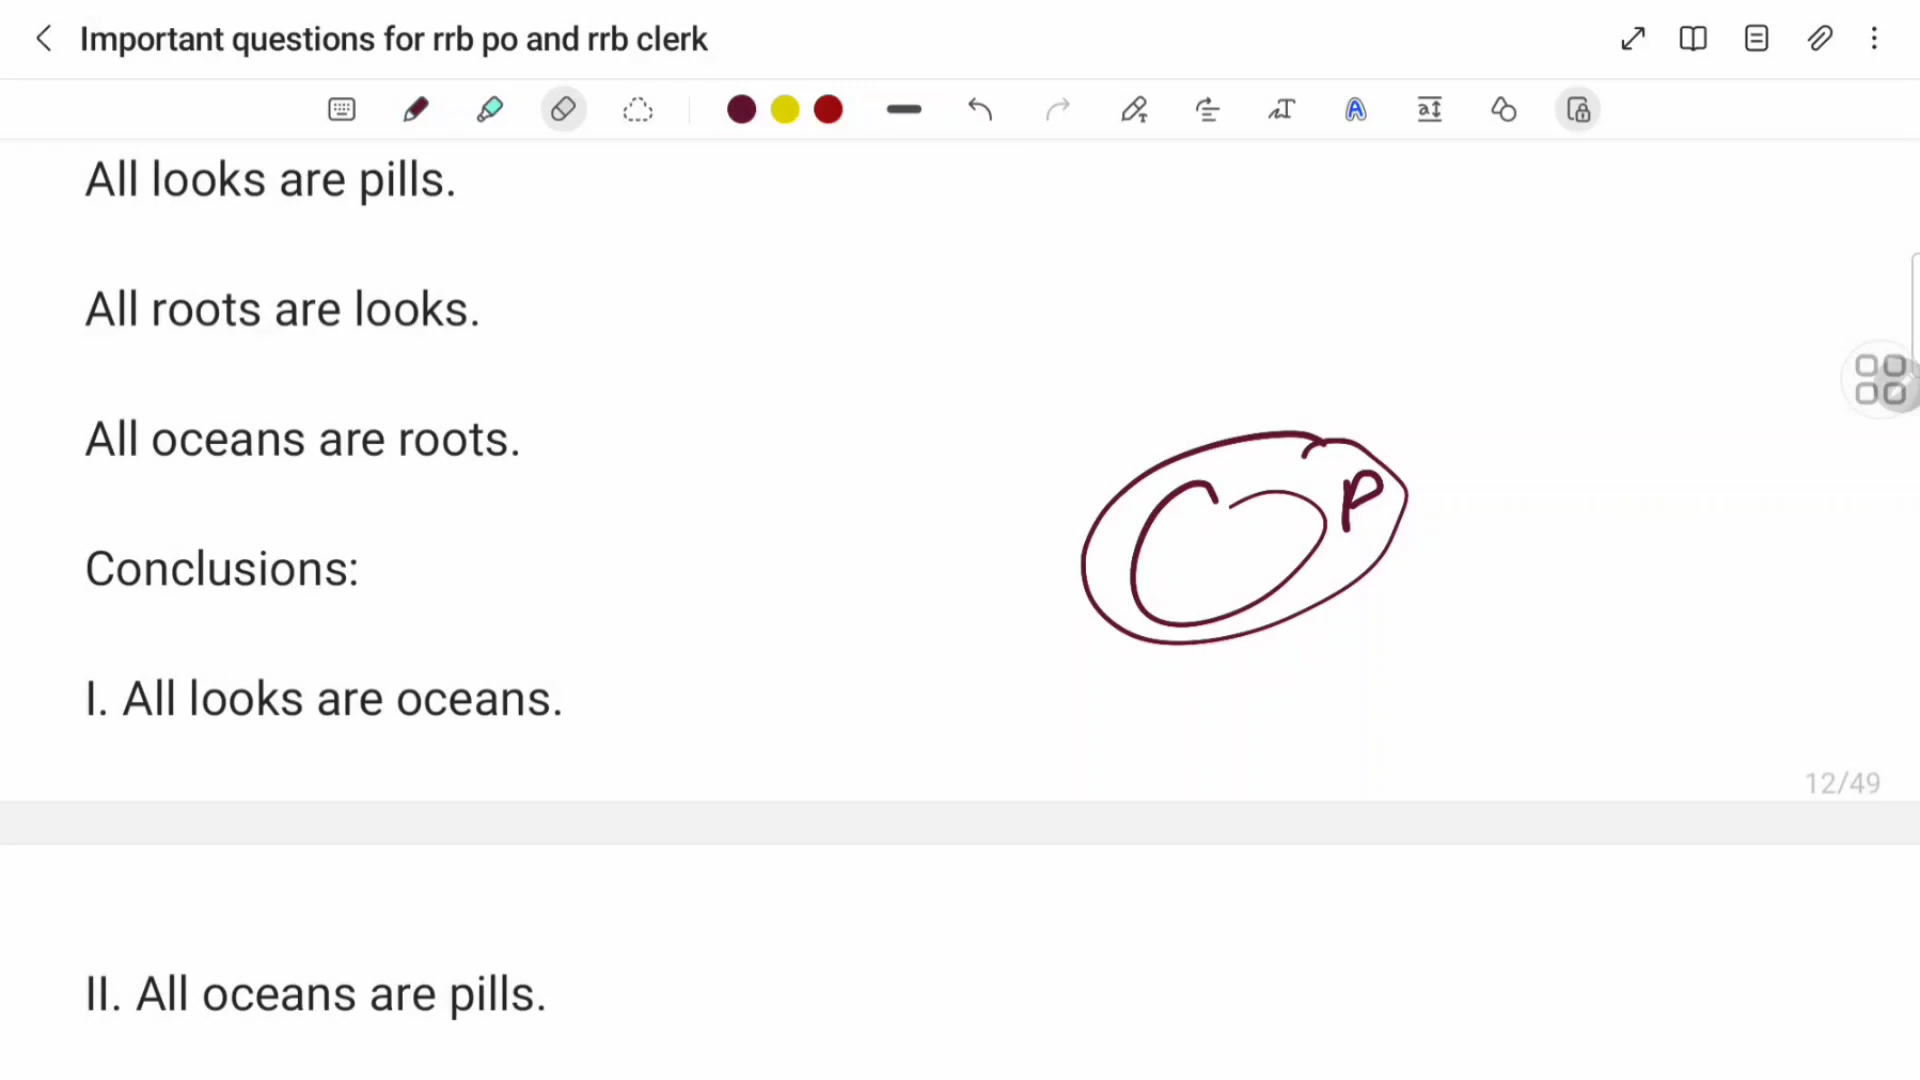 Important questions for rrb po and rrb clerk
All looks are pills.
All roots are looks.
All oceans are roots.
P
Conclusions:
I. All looks are oceans.
12/49
II. All oceans are pills.